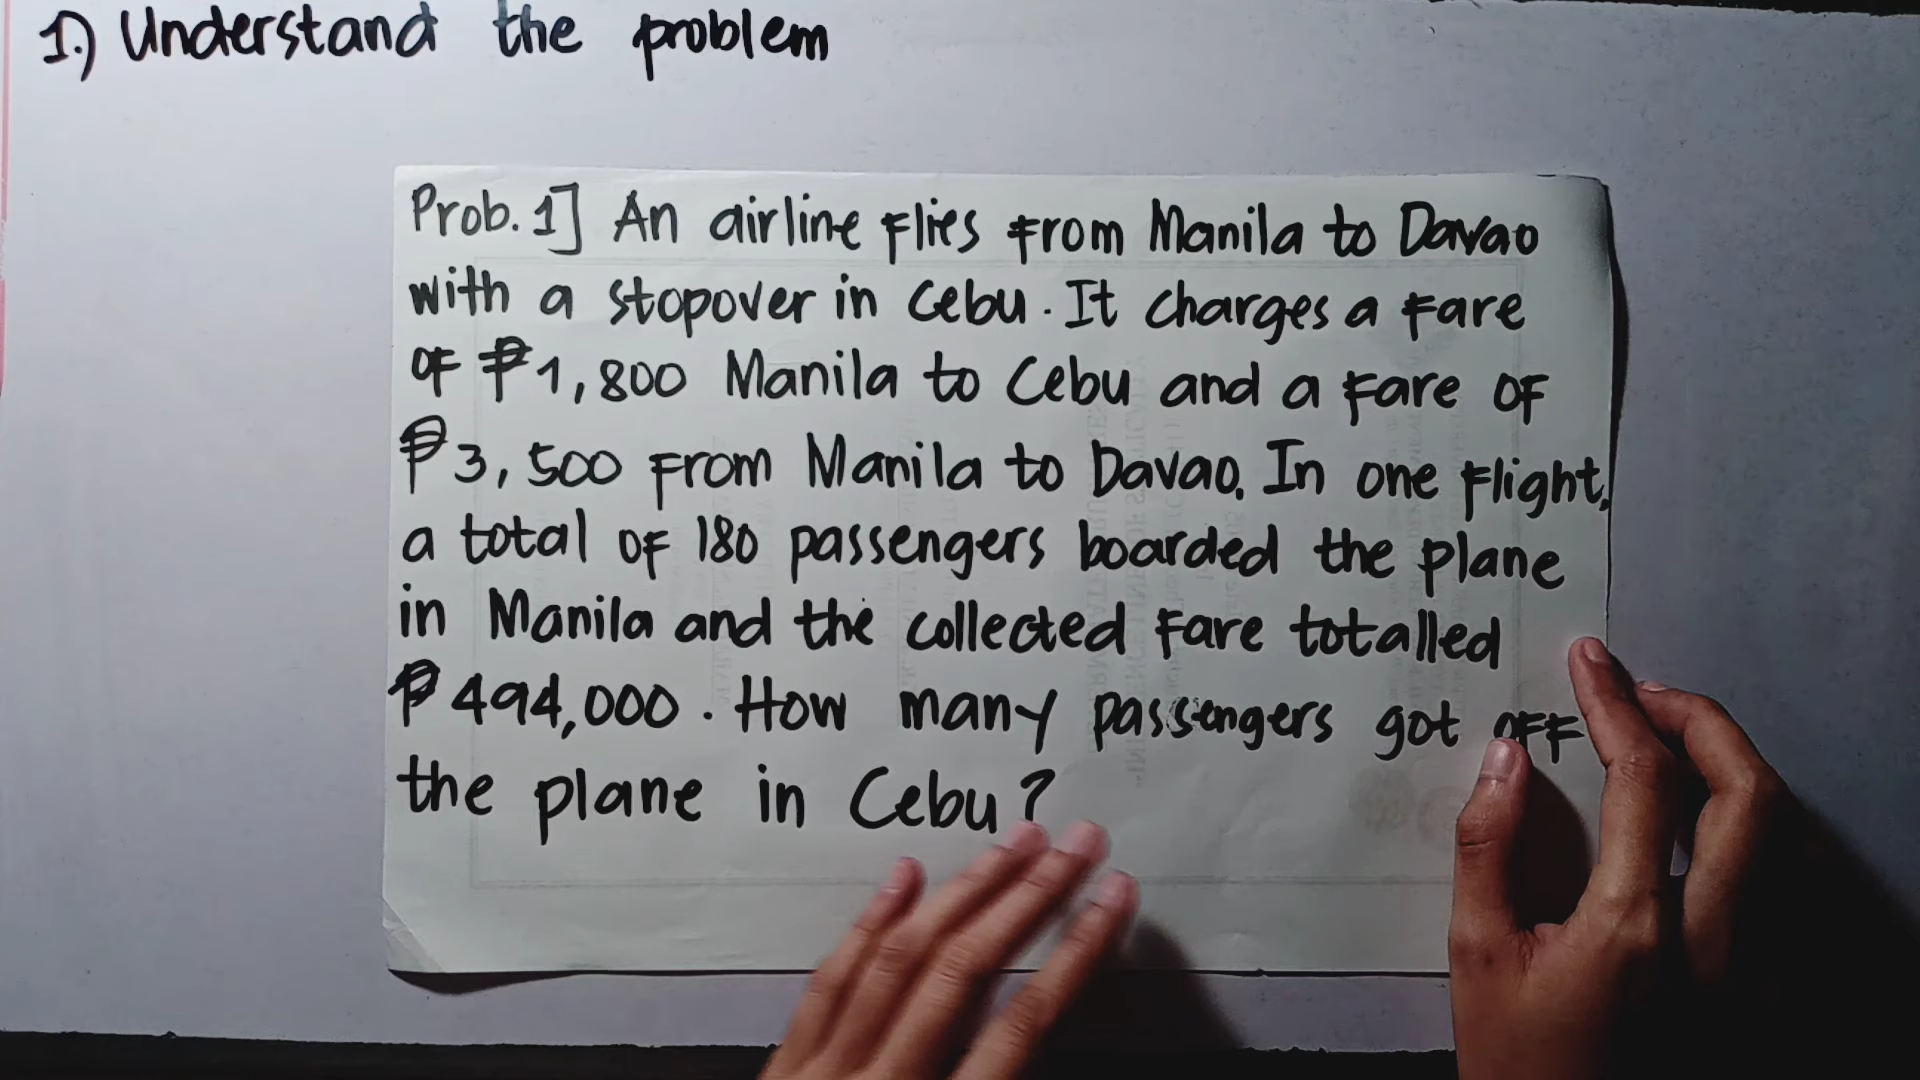 1.) Understand the problem
Prob. 1] An airline flies from Manila to Davao
with a stopover in Cebu. It charges a fare
of ₱1,800 Manila to Cebu and a fare of
₱3,500 from Manila to Davao. In one flight,
a total of 180 passengers boarded the plane
in Manila and the collected fare totalled
₱494,000. How many passengers got off
the plane in Cebu?